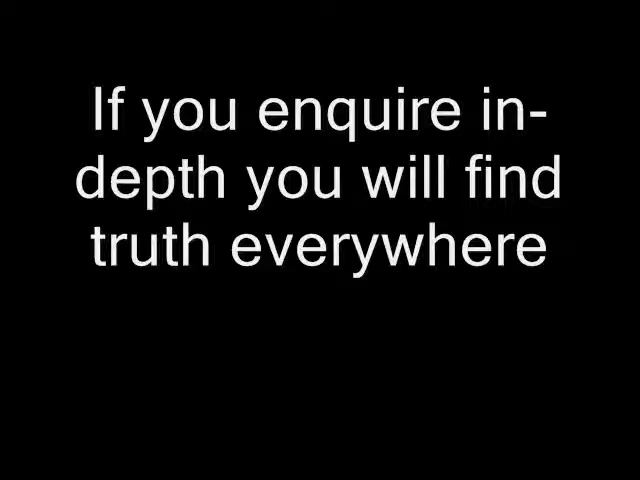 If you enquire in-
depth you will find
truth everywhere